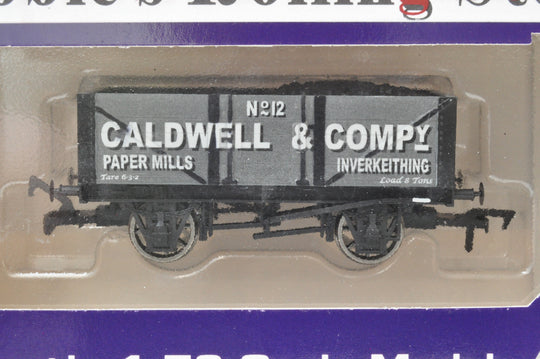 No12
CALDWELL & COMPY
PAPER MILLS
INVERKEITHING
Tare 6-3-2
Load 8 Tons